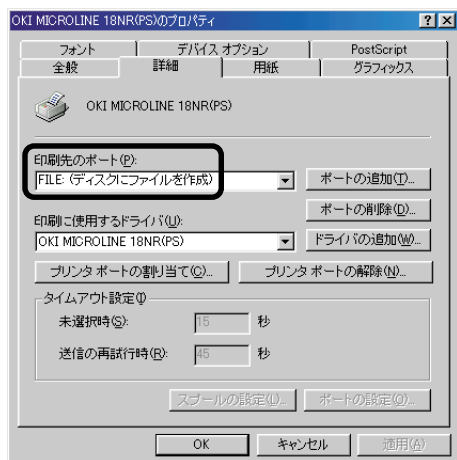 OKI MICROLINE 18NR(PS)のプロパティ
フォント デバイス オプション PostScript
全般 詳細 用紙 グラフィックス
OKI MICROLINE 18NR(PS)
印刷先のポート(P):
FILE: (ディスクにファイルを作成) ポートの追加(T)...
ポートの削除(D)...
印刷に使用するドライバ(U):
OKI MICROLINE 18NR(PS) ドライバの追加(W)...
プリンタ ポートの割り当て(C)... プリンタ ポートの解除(N)...
タイムアウト設定(I)
未選択時(S): 15 秒
送信の再試行時(R): 45 秒
スプールの設定(L)... ポートの設定(O)...
OK キャンセル 適用(A)